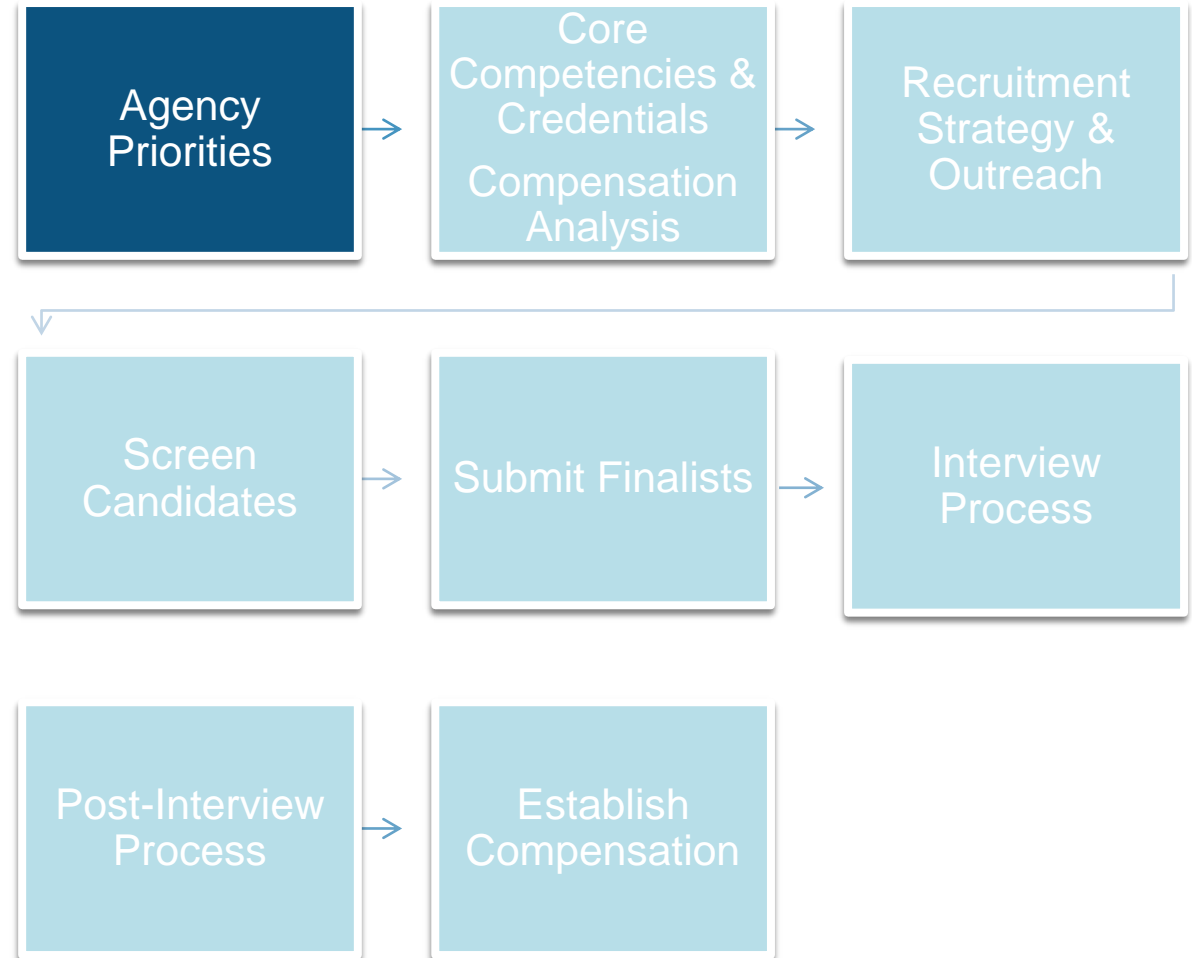 Agency
Priorities
Core
Competencies &
Credentials
Compensation
Analysis
Recruitment
Strategy &
Outreach
Screen
Candidates
Submit Finalists
Interview
Process
Post-Interview
Process
Establish
Compensation